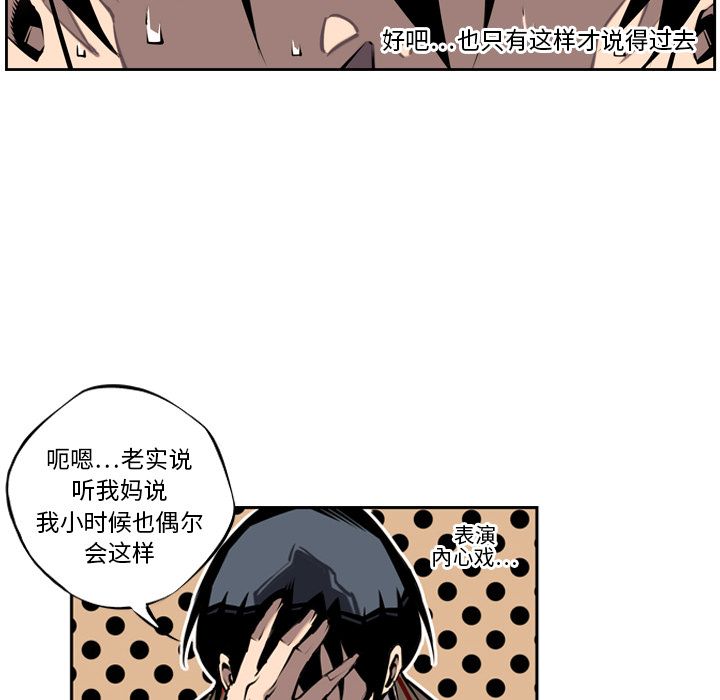 好吧...也只有这样才说得过去
呃嗯...老实说
听我妈说
我小时候也偶尔
会这样
表演
內心戏...